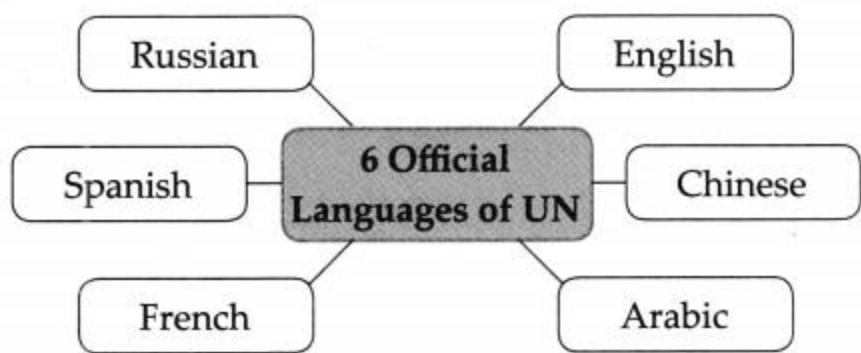 Russian
English
6 Official
Languages of UN
Spanish
Chinese
French
Arabic